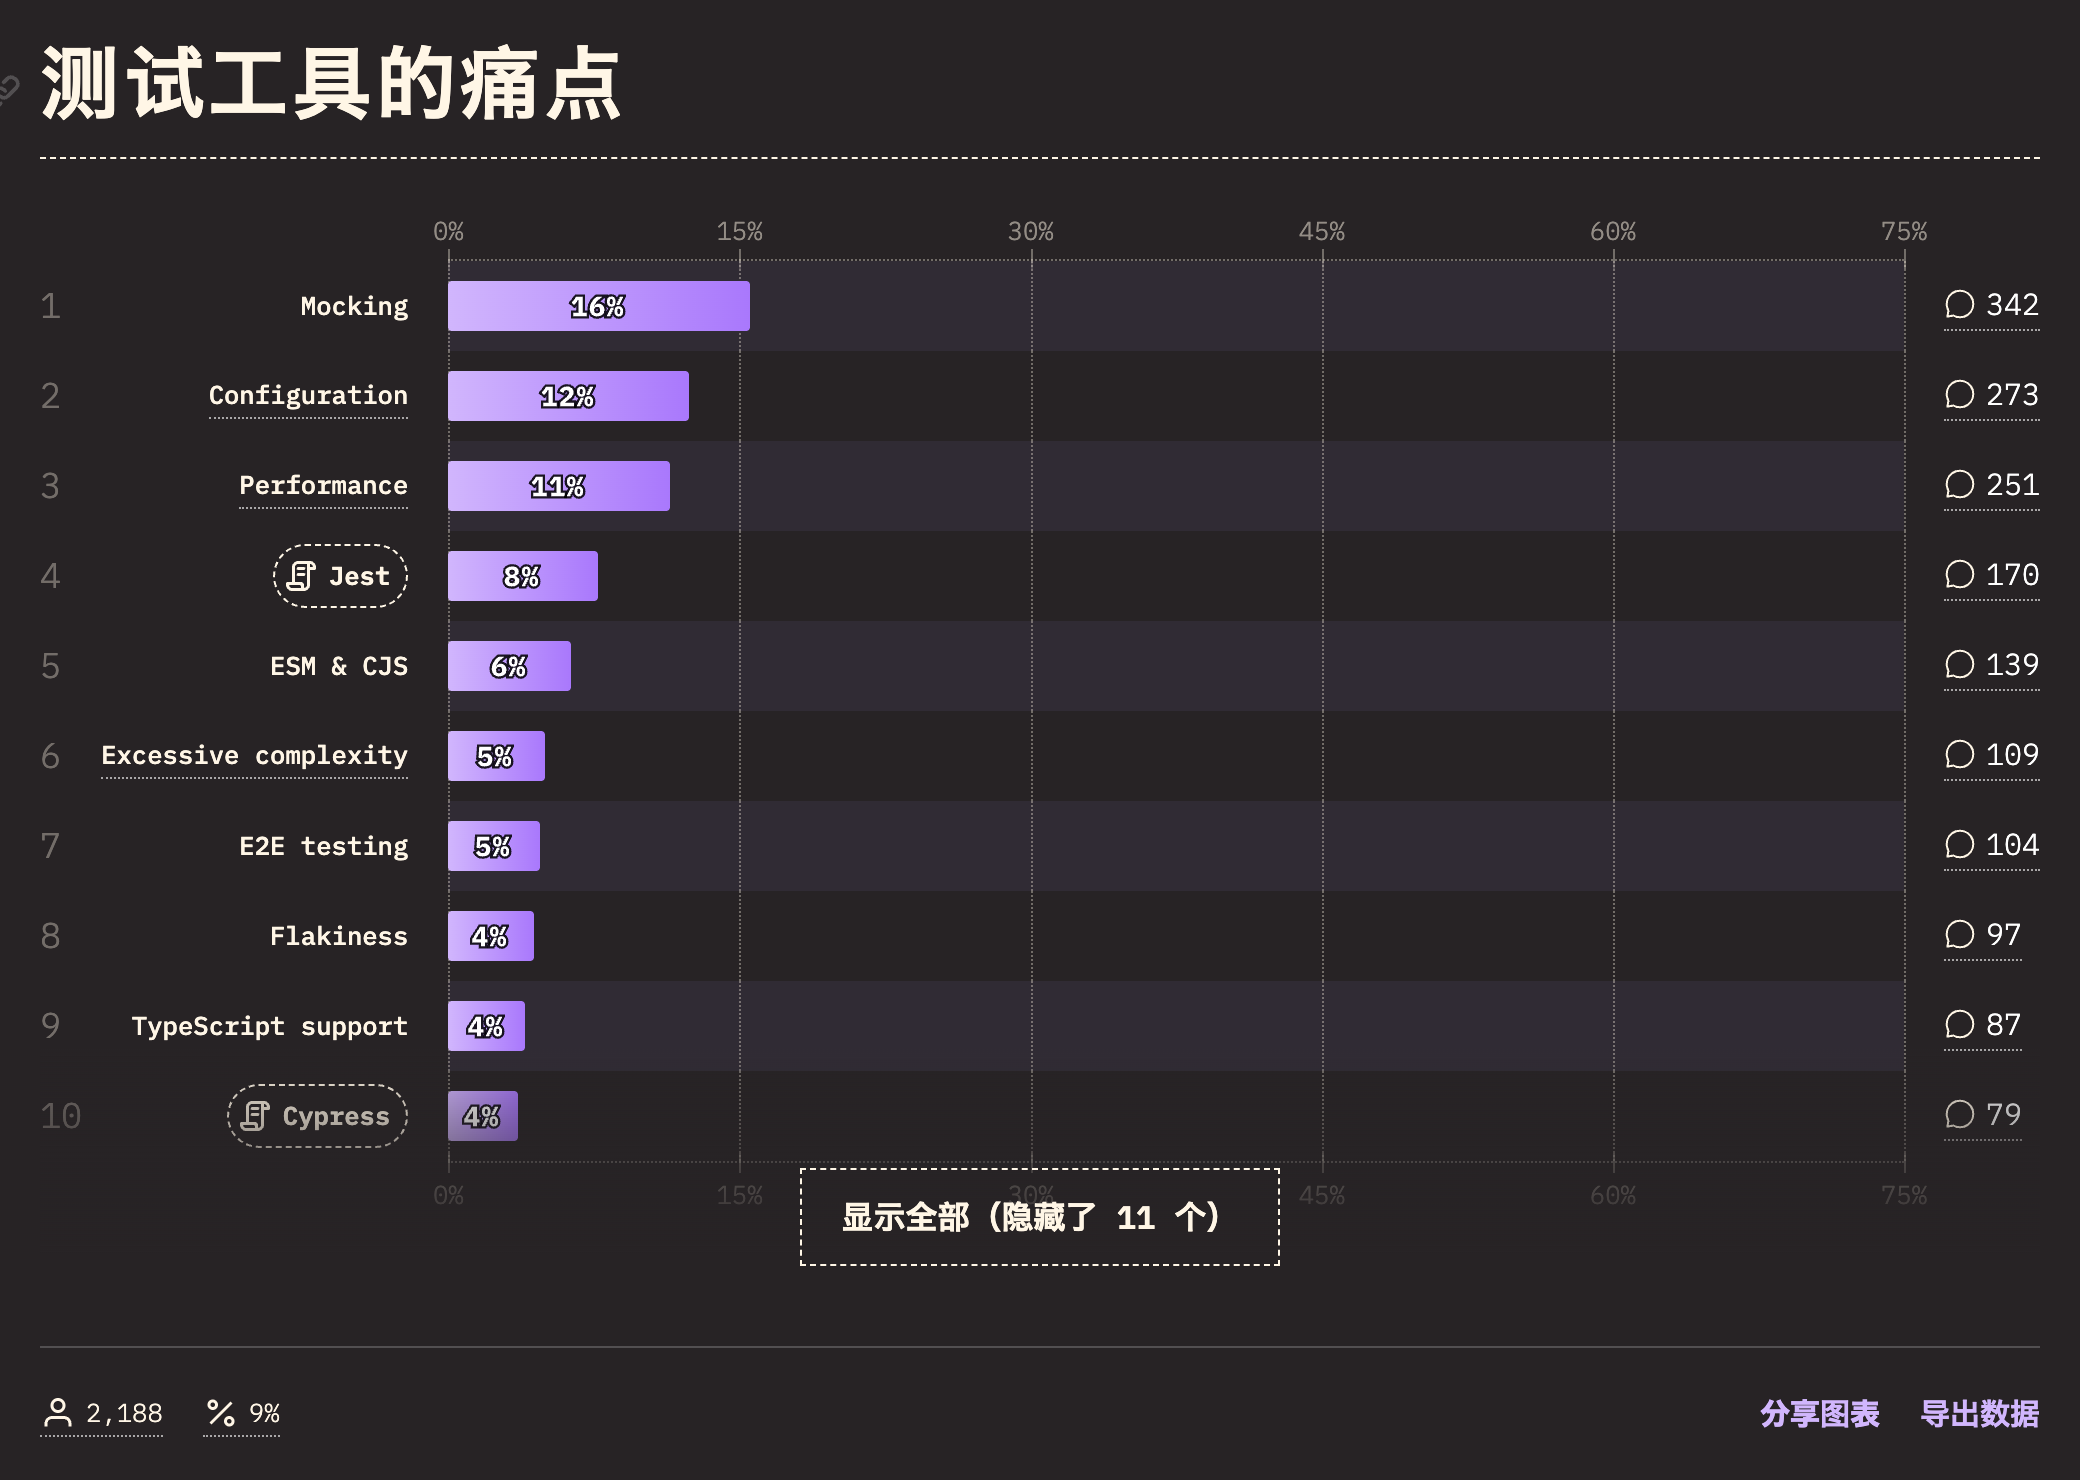 测试工具的痛点
0% 15% 30% 45% 60% 75%
1 Mocking 16% 342
2 Configuration 12% 273
3 Performance 11% 251
4 Jest 8% 170
5 ESM & CJS 6% 139
6 Excessive complexity 5% 109
7 E2E testing 5% 104
8 Flakiness 4% 97
9 TypeScript support 4% 87
10 Cypress 4% 79
0% 15% 30% 45% 60% 75%
显示全部（隐藏了 11 个）
2,188 9% 分享图表 导出数据